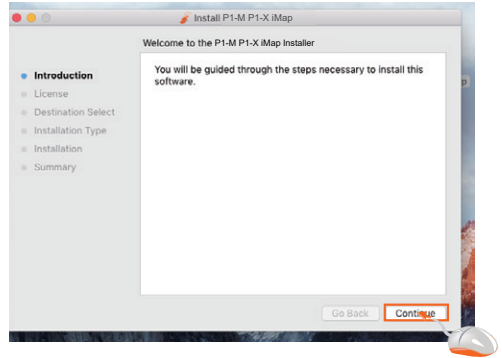 Install P1-M P1-X iMap
Welcome to the P1-M P1-X iMap Installer
Introduction
License
Destination Select
Installation Type
Installation
Summary
You will be guided through the steps necessary to install this
software.
Go Back
Continue